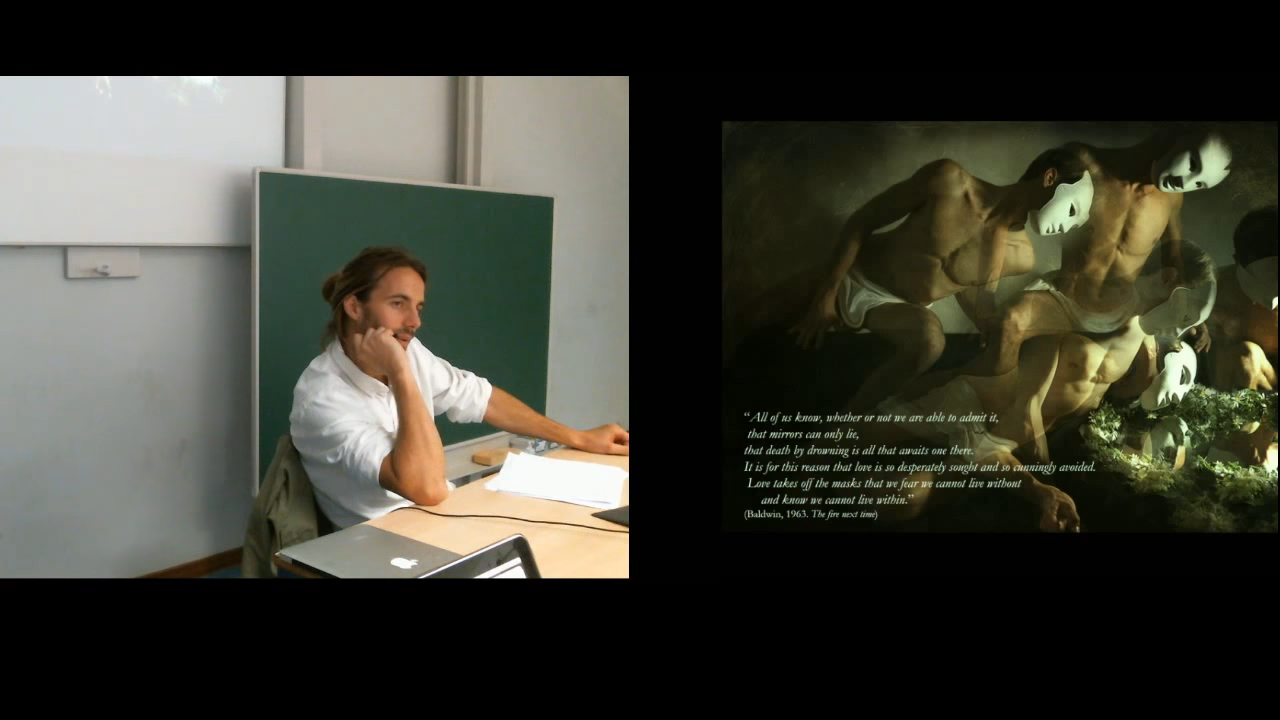 “All of us know, whether or not we are able to admit it,
that mirrors can only lie,
that death by drowning is all that awaits one there.
It is for this reason that love is so desperately sought and so cunningly avoided.
Love takes off the masks that we fear we cannot live without
and know we cannot live within.”
(Baldwin, 1963. The fire next time)